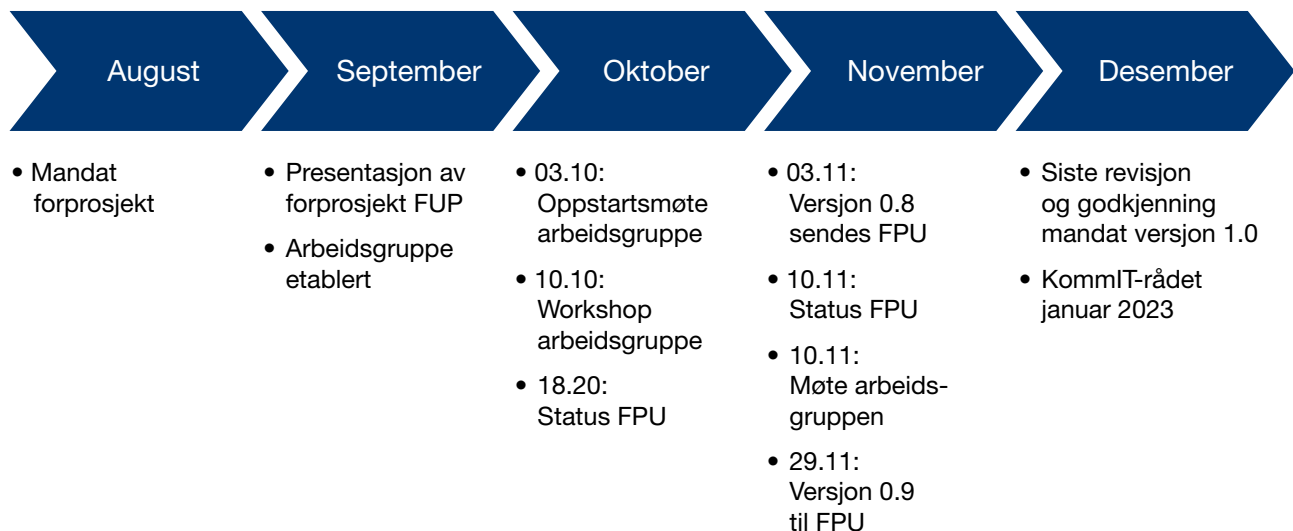 August
September
Oktober
November
Desember
• Mandat
forprosjekt
• Presentasjon av
forprosjekt FUP
• Arbeidsgruppe
etablert
• 03.10:
Oppstartsmøte
arbeidsgruppe
• 10.10:
Workshop
arbeidsgruppe
• 18.20:
Status FPU
• 03.11:
Versjon 0.8
sendes FPU
• 10.11:
Status FPU
• 10.11:
Møte arbeids-
gruppen
• 29.11:
Versjon 0.9
til FPU
• Siste revisjon
og godkjenning
mandat versjon 1.0
• KommIT-rådet
januar 2023